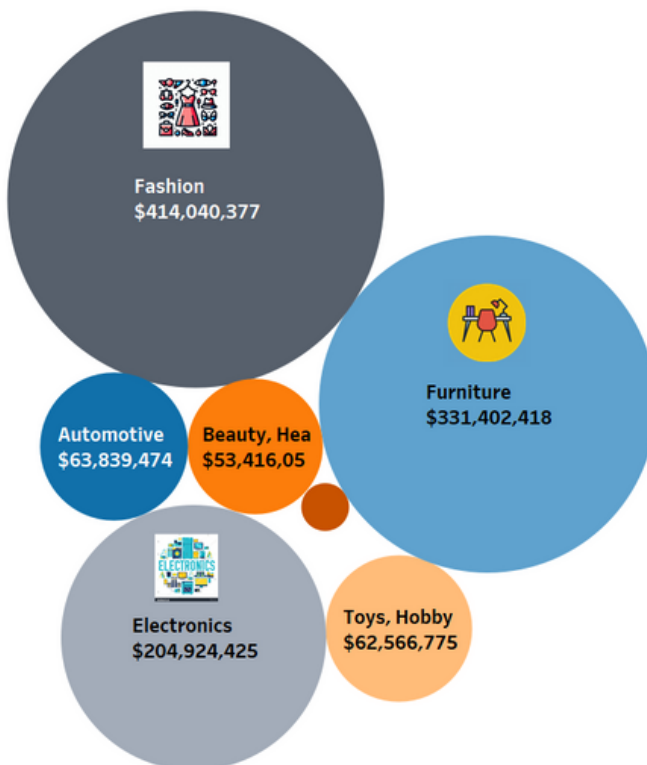 Fashion
$414,040,377
Furniture
$331,402,418
Automotive
$63,839,474
Beauty, Hea
$53,416,05
ELECTRONICS
Electronics
$204,924,425
Toys, Hobby
$62,566,775